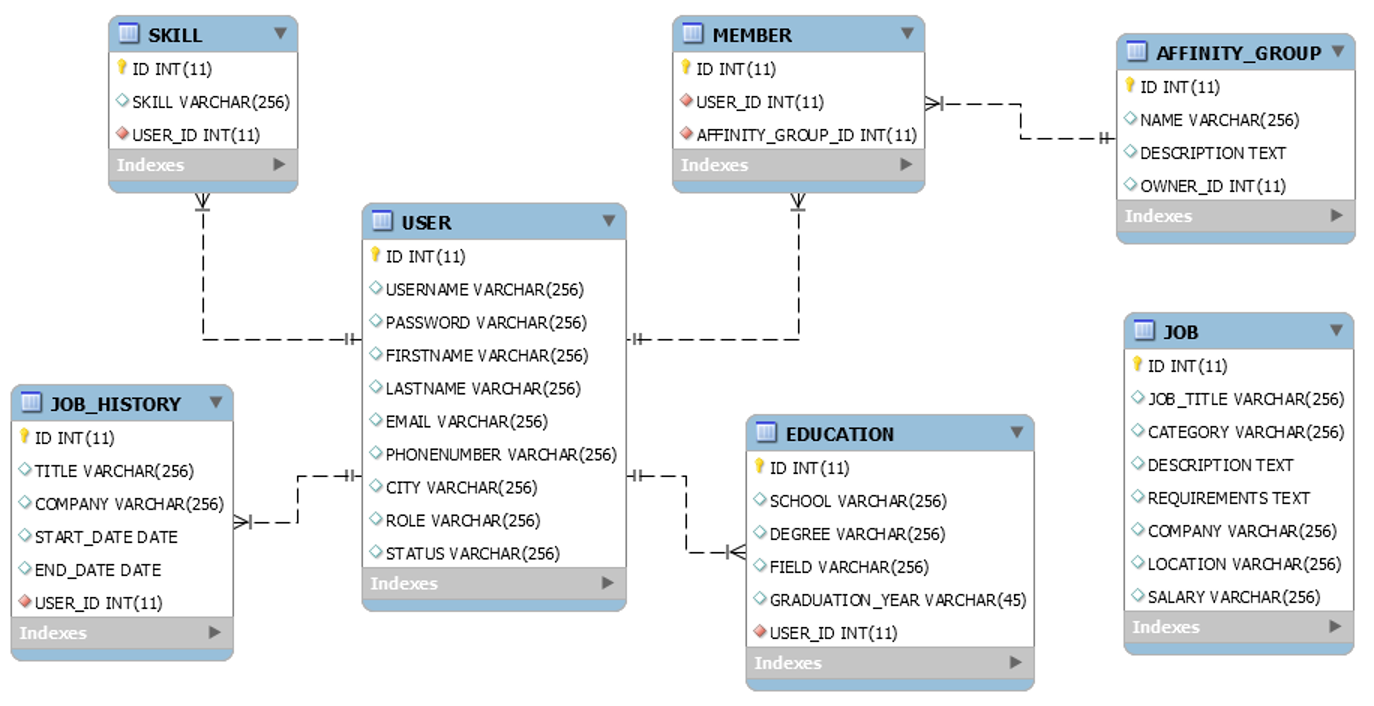 SKILL
ID INT(11)
SKILL VARCHAR(256)
USER_ID INT(11)
Indexes
MEMBER
ID INT(11)
USER_ID INT(11)
AFFINITY_GROUP_ID INT(11)
Indexes
AFFINITY_GROUP
ID INT(11)
NAME VARCHAR(256)
DESCRIPTION TEXT
OWNER_ID INT(11)
Indexes
USER
ID INT(11)
USERNAME VARCHAR(256)
PASSWORD VARCHAR(256)
FIRSTNAME VARCHAR(256)
LASTNAME VARCHAR(256)
EMAIL VARCHAR(256)
PHONENUMBER VARCHAR(256)
CITY VARCHAR(256)
ROLE VARCHAR(256)
STATUS VARCHAR(256)
Indexes
JOB_HISTORY
ID INT(11)
TITLE VARCHAR(256)
COMPANY VARCHAR(256)
START_DATE DATE
END_DATE DATE
USER_ID INT(11)
Indexes
EDUCATION
ID INT(11)
SCHOOL VARCHAR(256)
DEGREE VARCHAR(256)
FIELD VARCHAR(256)
GRADUATION_YEAR VARCHAR(45)
USER_ID INT(11)
Indexes
JOB
ID INT(11)
JOB_TITLE VARCHAR(256)
CATEGORY VARCHAR(256)
DESCRIPTION TEXT
REQUIREMENTS TEXT
COMPANY VARCHAR(256)
LOCATION VARCHAR(256)
SALARY VARCHAR(256)
Indexes